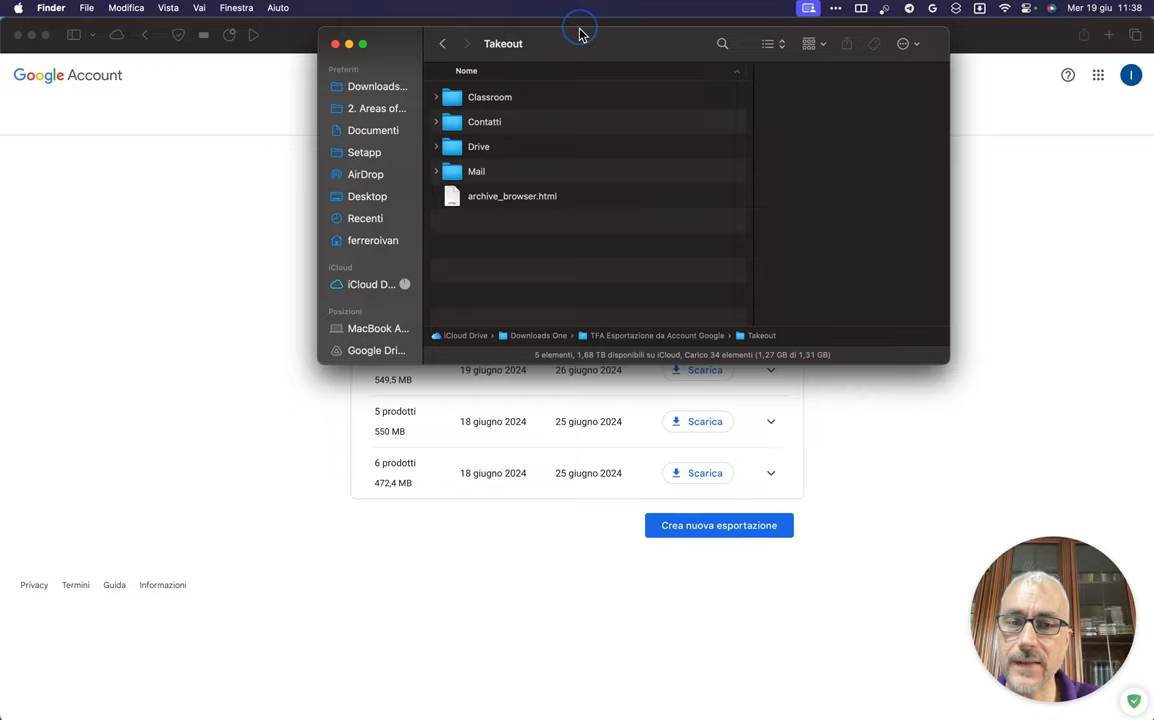 Finder File Modifica Vista Vai Finestra Aiuto Mer 19 giu 11:38
Google Account
I
Takeout
Preferiti
Downloads...
2. Areas of...
Documenti
Setapp
AirDrop
Desktop
Recenti
ferreroivan
iCloud
iCloud D...
Posizioni
MacBook A...
Google Dri...
Nome
Classroom
Contatti
Drive
Mail
archive_browser.html
iCloud Drive › Downloads One › TFA Esportazione da Account Google › Takeout
5 elementi, 1,68 TB disponibili su iCloud, Carico 34 elementi (1,27 GB di 1,31 GB)
19 giugno 2024 26 giugno 2024 Scarica
549,5 MB
5 prodotti
18 giugno 2024 25 giugno 2024 Scarica
550 MB
6 prodotti
18 giugno 2024 25 giugno 2024 Scarica
472,4 MB
Crea nuova esportazione
Privacy Termini Guida Informazioni